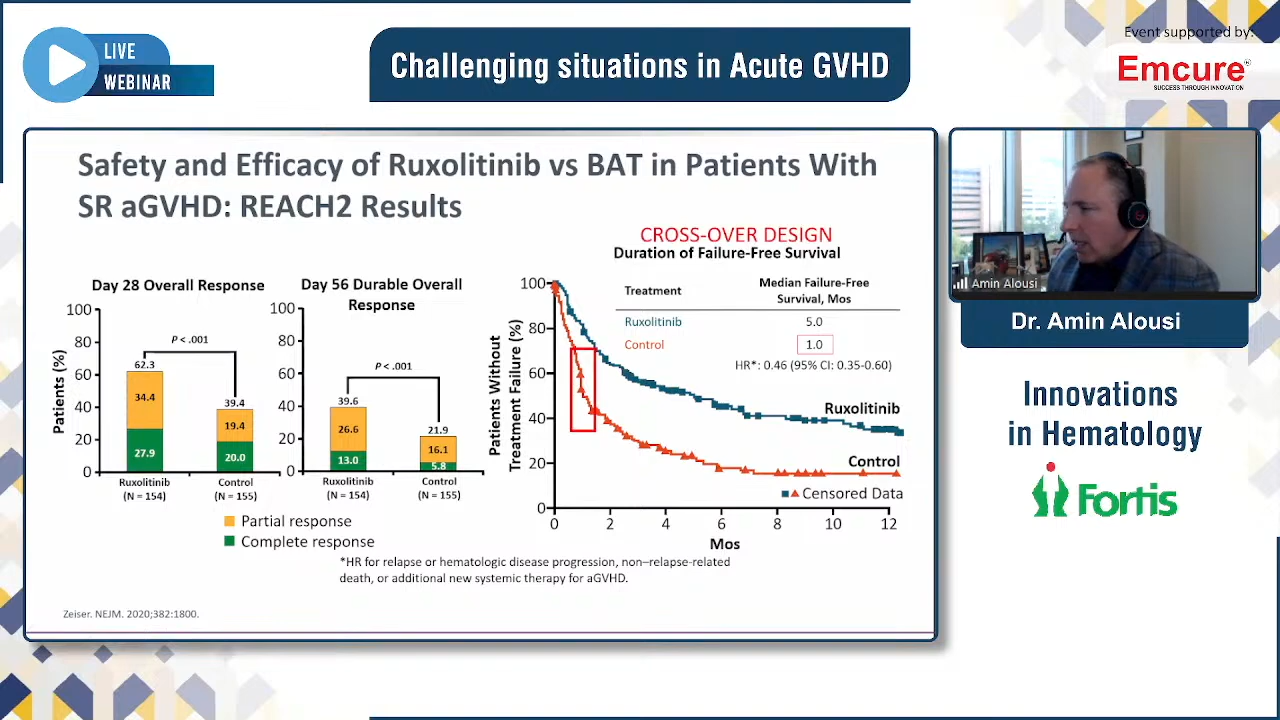 LIVE
WEBINAR
Challenging situations in Acute GVHD
Event supported by:
Emcure®
SUCCESS THROUGH INNOVATION
Safety and Efficacy of Ruxolitinib vs BAT in Patients With
SR aGVHD: REACH2 Results
Day 28 Overall Response
Patients (%)
100
80
60
40
20
0
P < .001
62.3
34.4
27.9
39.4
19.4
20.0
Ruxolitinib
(N = 154)
Control
(N = 155)
Day 56 Durable Overall
Response
100
80
60
40
20
0
P < .001
39.6
26.6
13.0
21.9
16.1
5.8
Ruxolitinib
(N = 154)
Control
(N = 155)
Partial response
Complete response
CROSS-OVER DESIGN
Duration of Failure-Free Survival
Patients Without
Treatment Failure (%)
100
80
60
40
20
0
Treatment
Median Failure-Free
Survival, Mos
Ruxolitinib
5.0
Control
1.0
HR*: 0.46 (95% CI: 0.35-0.60)
Ruxolitinib
Control
Censored Data
0 2 4 6 8 10 12
Mos
*HR for relapse or hematologic disease progression, non–relapse-related
death, or additional new systemic therapy for aGVHD.
Zeiser. NEJM. 2020;382:1800.
Amin Alousi
Dr. Amin Alousi
Innovations
in Hematology
Fortis